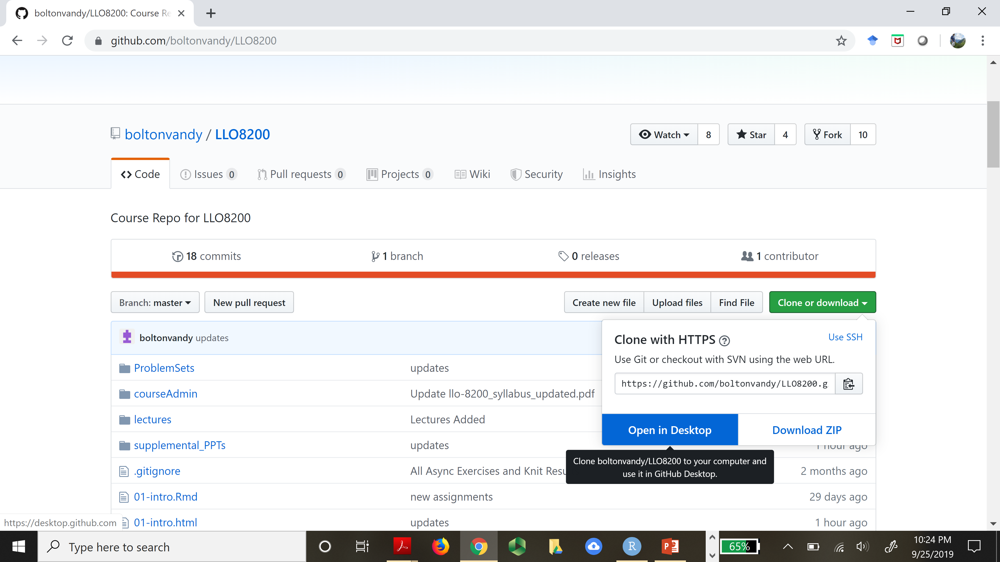 boltonvandy/LLO8200: Course Re
github.com/boltonvandy/LLO8200
boltonvandy / LLO8200
Watch 8
Star 4
Fork 10
Code
Issues 0
Pull requests 0
Projects 0
Wiki
Security
Insights
Course Repo for LLO8200
18 commits
1 branch
0 releases
1 contributor
Branch: master
New pull request
Create new file
Upload files
Find File
Clone or download
boltonvandy updates
Clone with HTTPS ?
Use SSH
Use Git or checkout with SVN using the web URL.
https://github.com/boltonvandy/LLO8200.g
Open in Desktop
Download ZIP
Clone boltonvandy/LLO8200 to your computer and
use it in GitHub Desktop.
ProblemSets updates
courseAdmin Update llo-8200_syllabus_updated.pdf
lectures Lectures Added
supplemental_PPTs updates 1 hour ago
.gitignore All Async Exercises and Knit Resu 2 months ago
01-intro.Rmd new assignments 29 days ago
01-intro.html updates 1 hour ago
https://desktop.github.com
Type here to search
R
P
65%
10:24 PM
9/25/2019